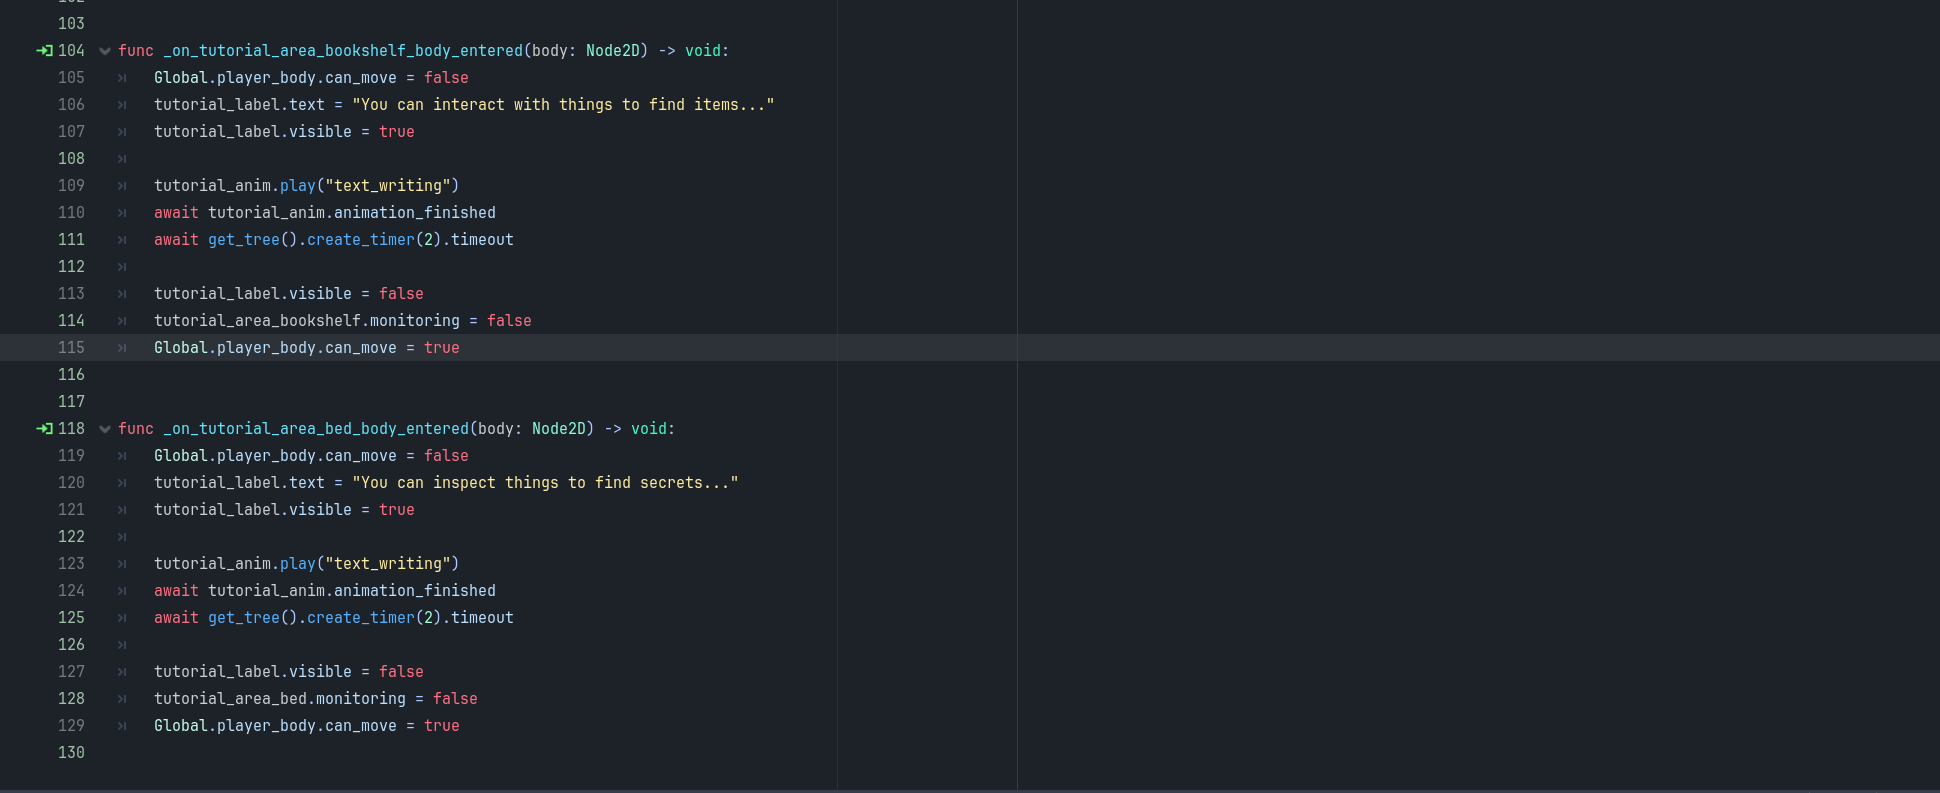 103
104 func _on_tutorial_area_bookshelf_body_entered(body: Node2D) -> void:
105 Global.player_body.can_move = false
106 tutorial_label.text = "You can interact with things to find items..."
107 tutorial_label.visible = true
108
109 tutorial_anim.play("text_writing")
110 await tutorial_anim.animation_finished
111 await get_tree().create_timer(2).timeout
112
113 tutorial_label.visible = false
114 tutorial_area_bookshelf.monitoring = false
115 Global.player_body.can_move = true
116
117
118 func _on_tutorial_area_bed_body_entered(body: Node2D) -> void:
119 Global.player_body.can_move = false
120 tutorial_label.text = "You can inspect things to find secrets..."
121 tutorial_label.visible = true
122
123 tutorial_anim.play("text_writing")
124 await tutorial_anim.animation_finished
125 await get_tree().create_timer(2).timeout
126
127 tutorial_label.visible = false
128 tutorial_area_bed.monitoring = false
129 Global.player_body.can_move = true
130